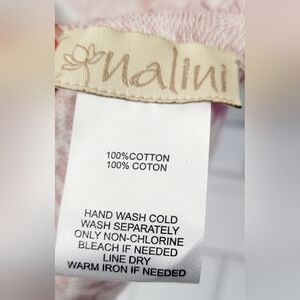 nalini
100%COTTON
100% COTON
HAND WASH COLD
WASH SEPARATELY
ONLY NON-CHLORINE
BLEACH IF NEEDED
LINE DRY
WARM IRON IF NEEDED